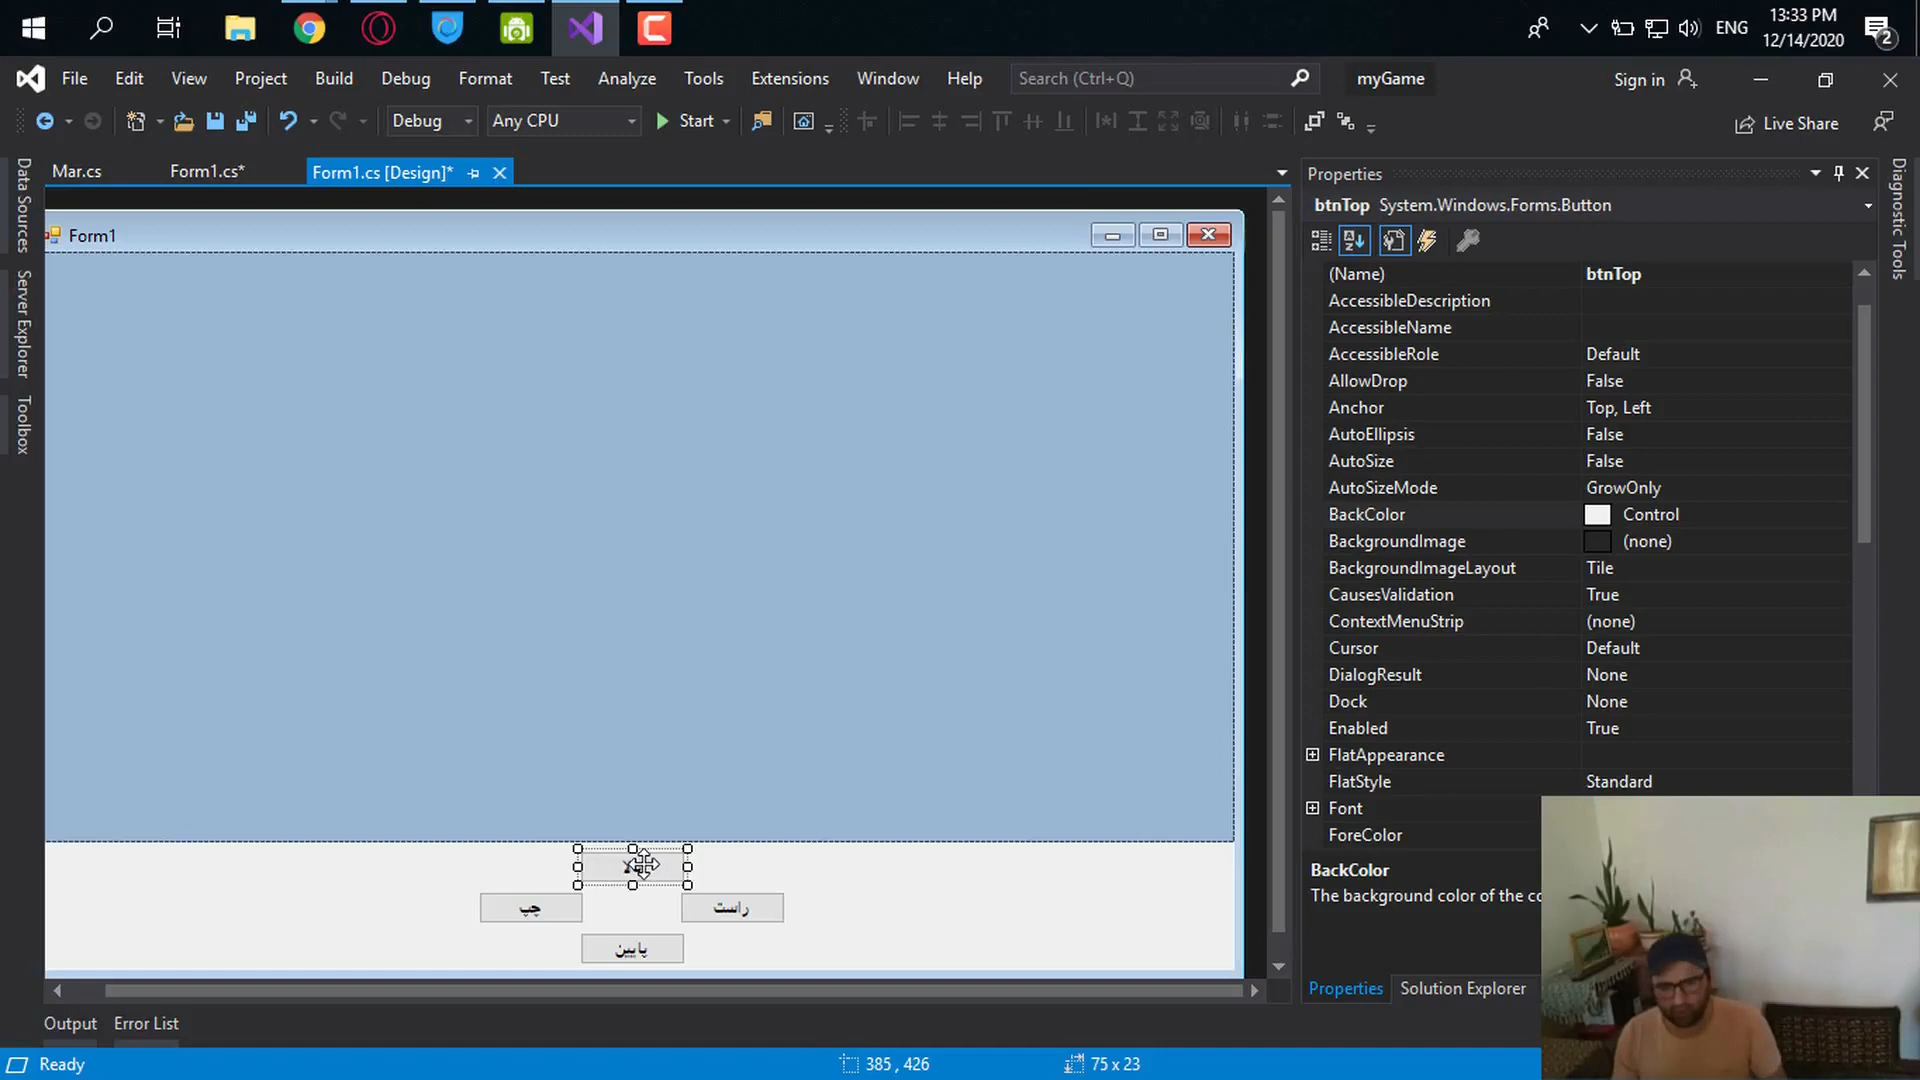 ENG
13:33 PM
12/14/2020
2
File Edit View Project Build Debug Format Test Analyze Tools Extensions Window Help
Search (Ctrl+Q)
myGame
Sign in
Debug
Any CPU
Start
Live Share
Data Sources
Server Explorer
Toolbox
Mar.cs
Form1.cs*
Form1.cs [Design]*
Form1
چپ
راست
پایین
Properties
btnTop System.Windows.Forms.Button
(Name) btnTop
AccessibleDescription
AccessibleName
AccessibleRole Default
AllowDrop False
Anchor Top, Left
AutoEllipsis False
AutoSize False
AutoSizeMode GrowOnly
BackColor Control
BackgroundImage (none)
BackgroundImageLayout Tile
CausesValidation True
ContextMenuStrip (none)
Cursor Default
DialogResult None
Dock None
Enabled True
FlatAppearance
FlatStyle Standard
Font
ForeColor
BackColor
The background color of the
Properties
Solution Explorer
Diagnostic Tools
Output
Error List
Ready
385 , 426
75 x 23